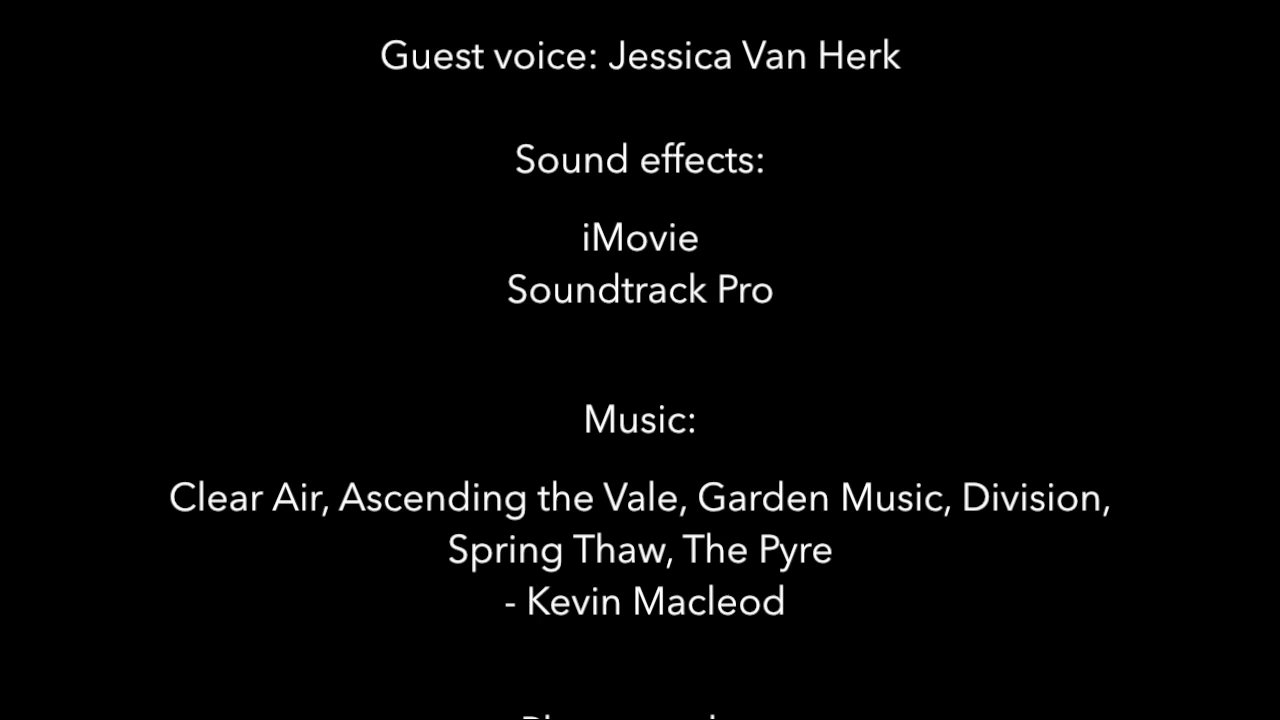 Guest voice: Jessica Van Herk
Sound effects:
iMovie
Soundtrack Pro
Music:
Clear Air, Ascending the Vale, Garden Music, Division,
Spring Thaw, The Pyre
- Kevin Macleod